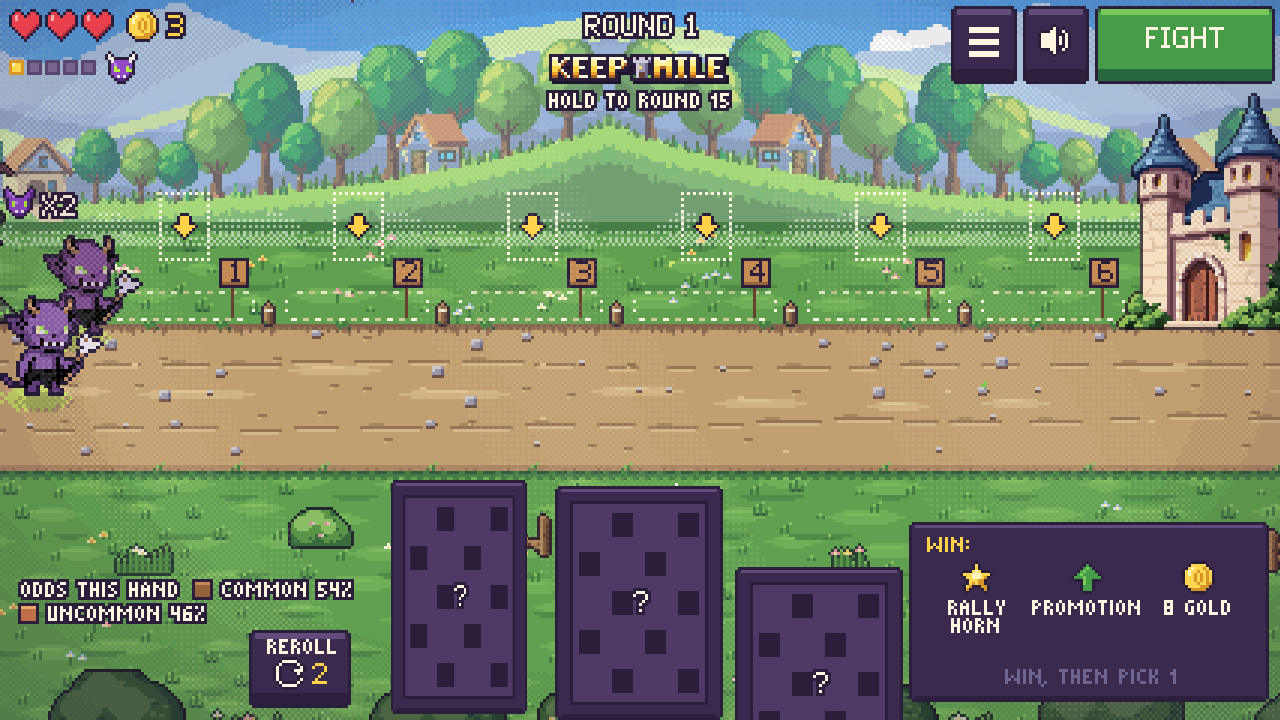 3
ROUND 1
KEEP MILE
HOLD TO ROUND 15
FIGHT
X2
1
2
3
4
5
6
ODDS THIS HAND COMMON 54%
UNCOMMON 46%
REROLL
2
?
?
?
WIN:
RALLY HORN
PROMOTION
8 GOLD
WIN, THEN PICK 1